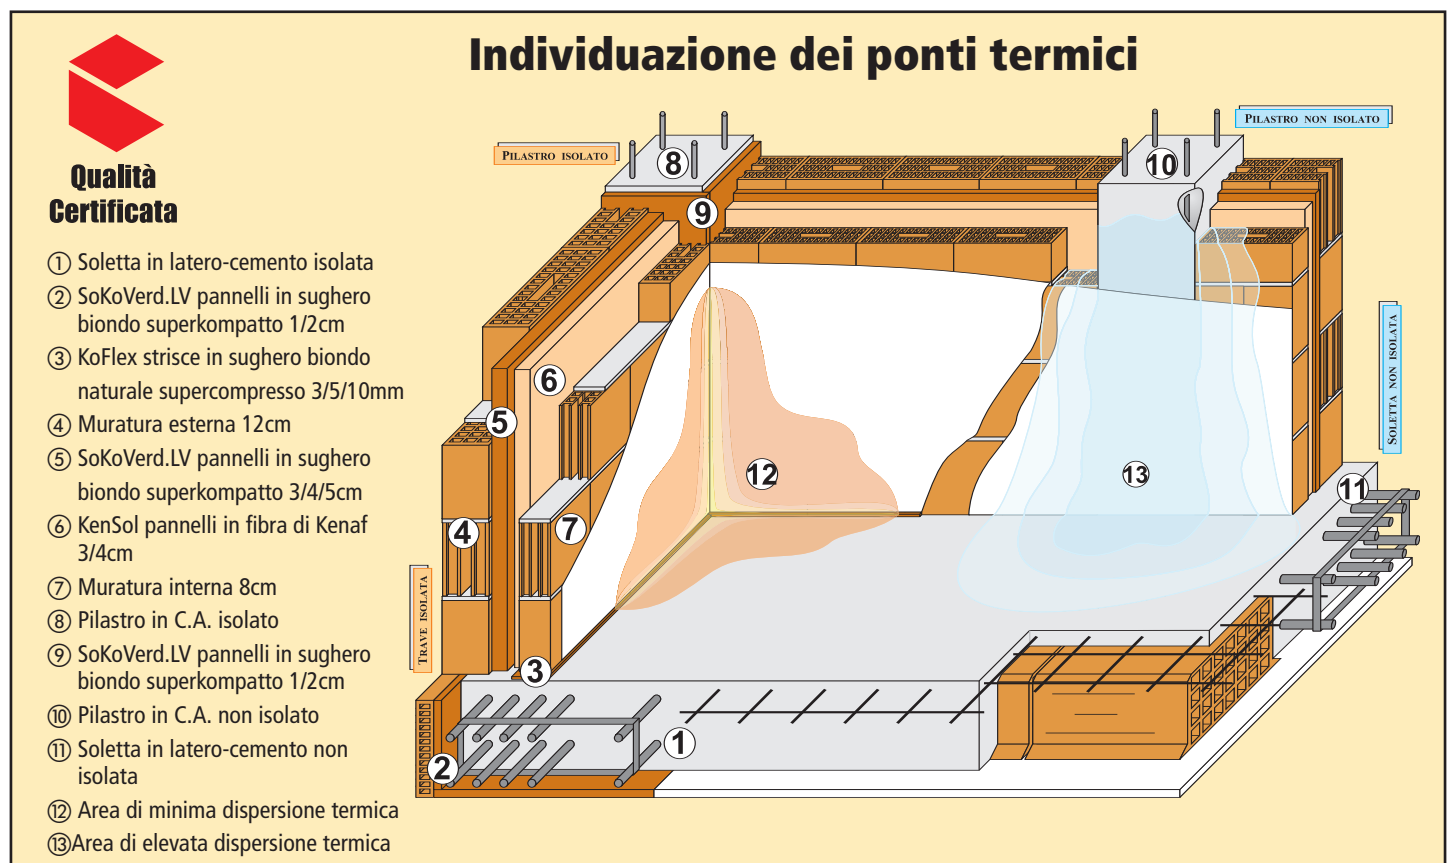 Individuazione dei ponti termici
Qualità
Certificata
① Soletta in latero-cemento isolata
② SoKoVerd.LV pannelli in sughero
biondo superkompatto 1/2cm
③ KoFlex strisce in sughero biondo
naturale supercompresso 3/5/10mm
④ Muratura esterna 12cm
⑤ SoKoVerd.LV pannelli in sughero
biondo superkompatto 3/4/5cm
⑥ KenSol pannelli in fibra di Kenaf
3/4cm
⑦ Muratura interna 8cm
⑧ Pilastro in C.A. isolato
⑨ SoKoVerd.LV pannelli in sughero
biondo superkompatto 1/2cm
⑩ Pilastro in C.A. non isolato
⑪ Soletta in latero-cemento non
isolata
⑫ Area di minima dispersione termica
⑬Area di elevata dispersione termica
PILASTRO ISOLATO
PILASTRO NON ISOLATO
SOLETTA NON ISOLATA
TRAVE ISOLATA
8
10
9
6
5
12
13
11
4
7
3
1
2